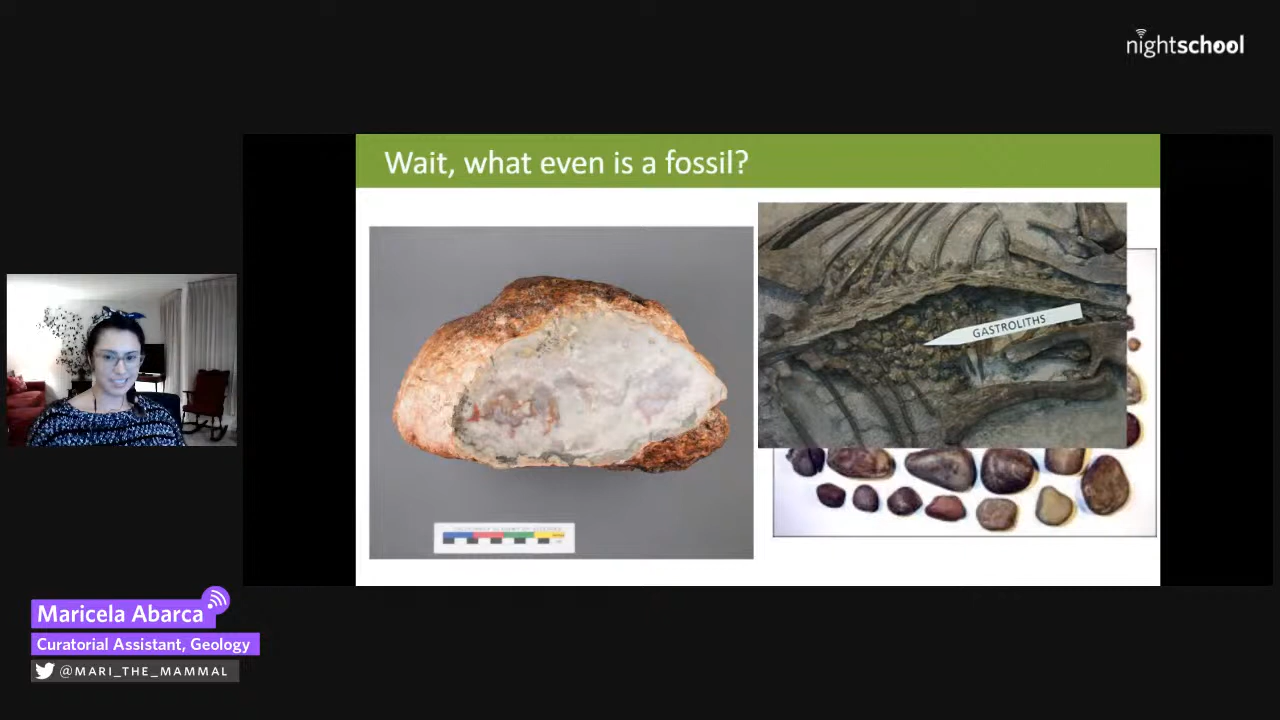 nightschool
Wait, what even is a fossil?
GASTROLITHS
Maricela Abarca
Curatorial Assistant, Geology
@MARI_THE_MAMMAL